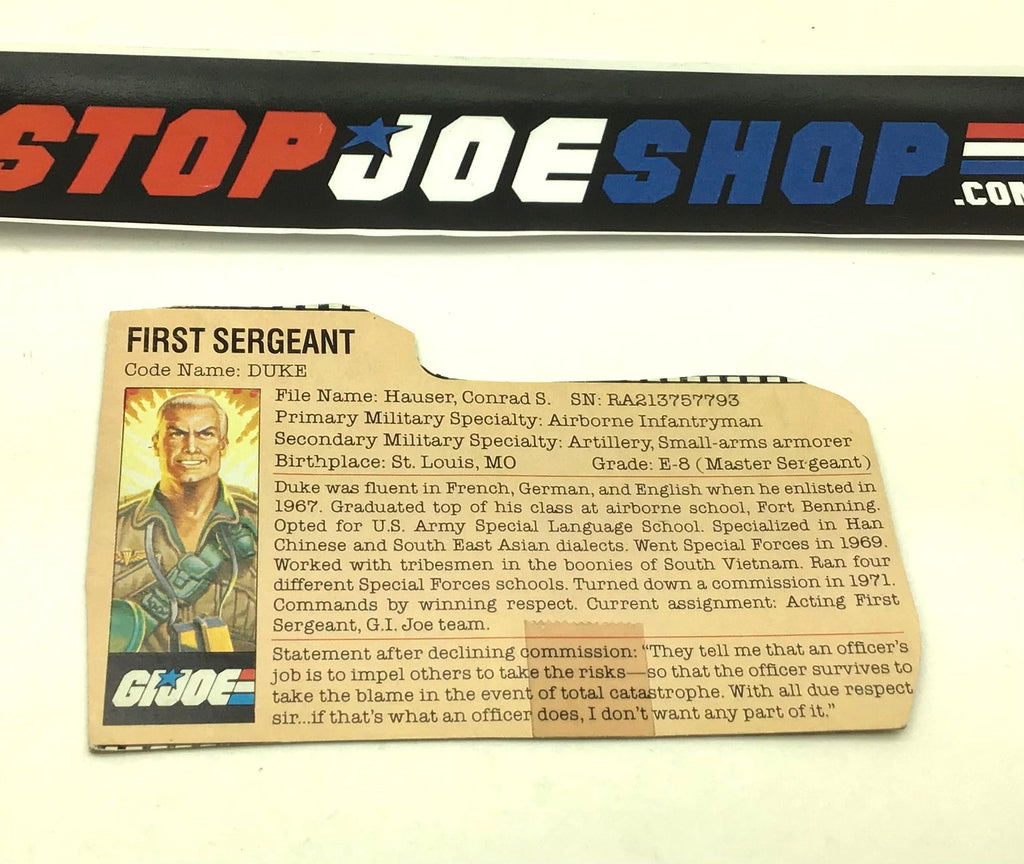 STOPJOESHOP
.COM
FIRST SERGEANT
Code Name: DUKE
File Name: Hauser, Conrad S. SN: RA213757793
Primary Military Specialty: Airborne Infantryman
Secondary Military Specialty: Artillery, Small-arms armorer
Birthplace: St. Louis, MO Grade: E-8 (Master Sergeant)
Duke was fluent in French, German, and English when he enlisted in
1967. Graduated top of his class at airborne school, Fort Benning.
Opted for U.S. Army Special Language School. Specialized in Han
Chinese and South East Asian dialects. Went Special Forces in 1969.
Worked with tribesmen in the boonies of South Vietnam. Ran four
different Special Forces schools. Turned down a commission in 1971.
Commands by winning respect. Current assignment: Acting First
Sergeant, G.I. Joe team.
Statement after declining commission: “They tell me that an officer’s
job is to impel others to take the risks—so that the officer survives to
take the blame in the event of total catastrophe. With all due respect
sir...if that’s what an officer does, I don’t want any part of it.”
GI JOE